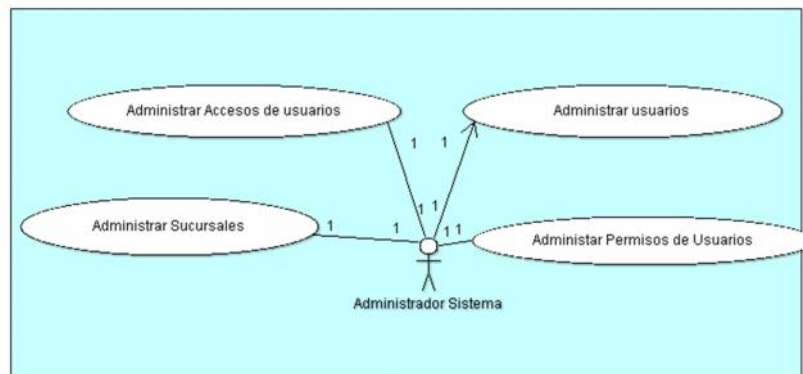 Administrar Accesos de usuarios
Administrar usuarios
1
1
1
1
Administrar Sucursales
1
1
1
1
Administar Permisos de Usuarios
Administrador Sistema